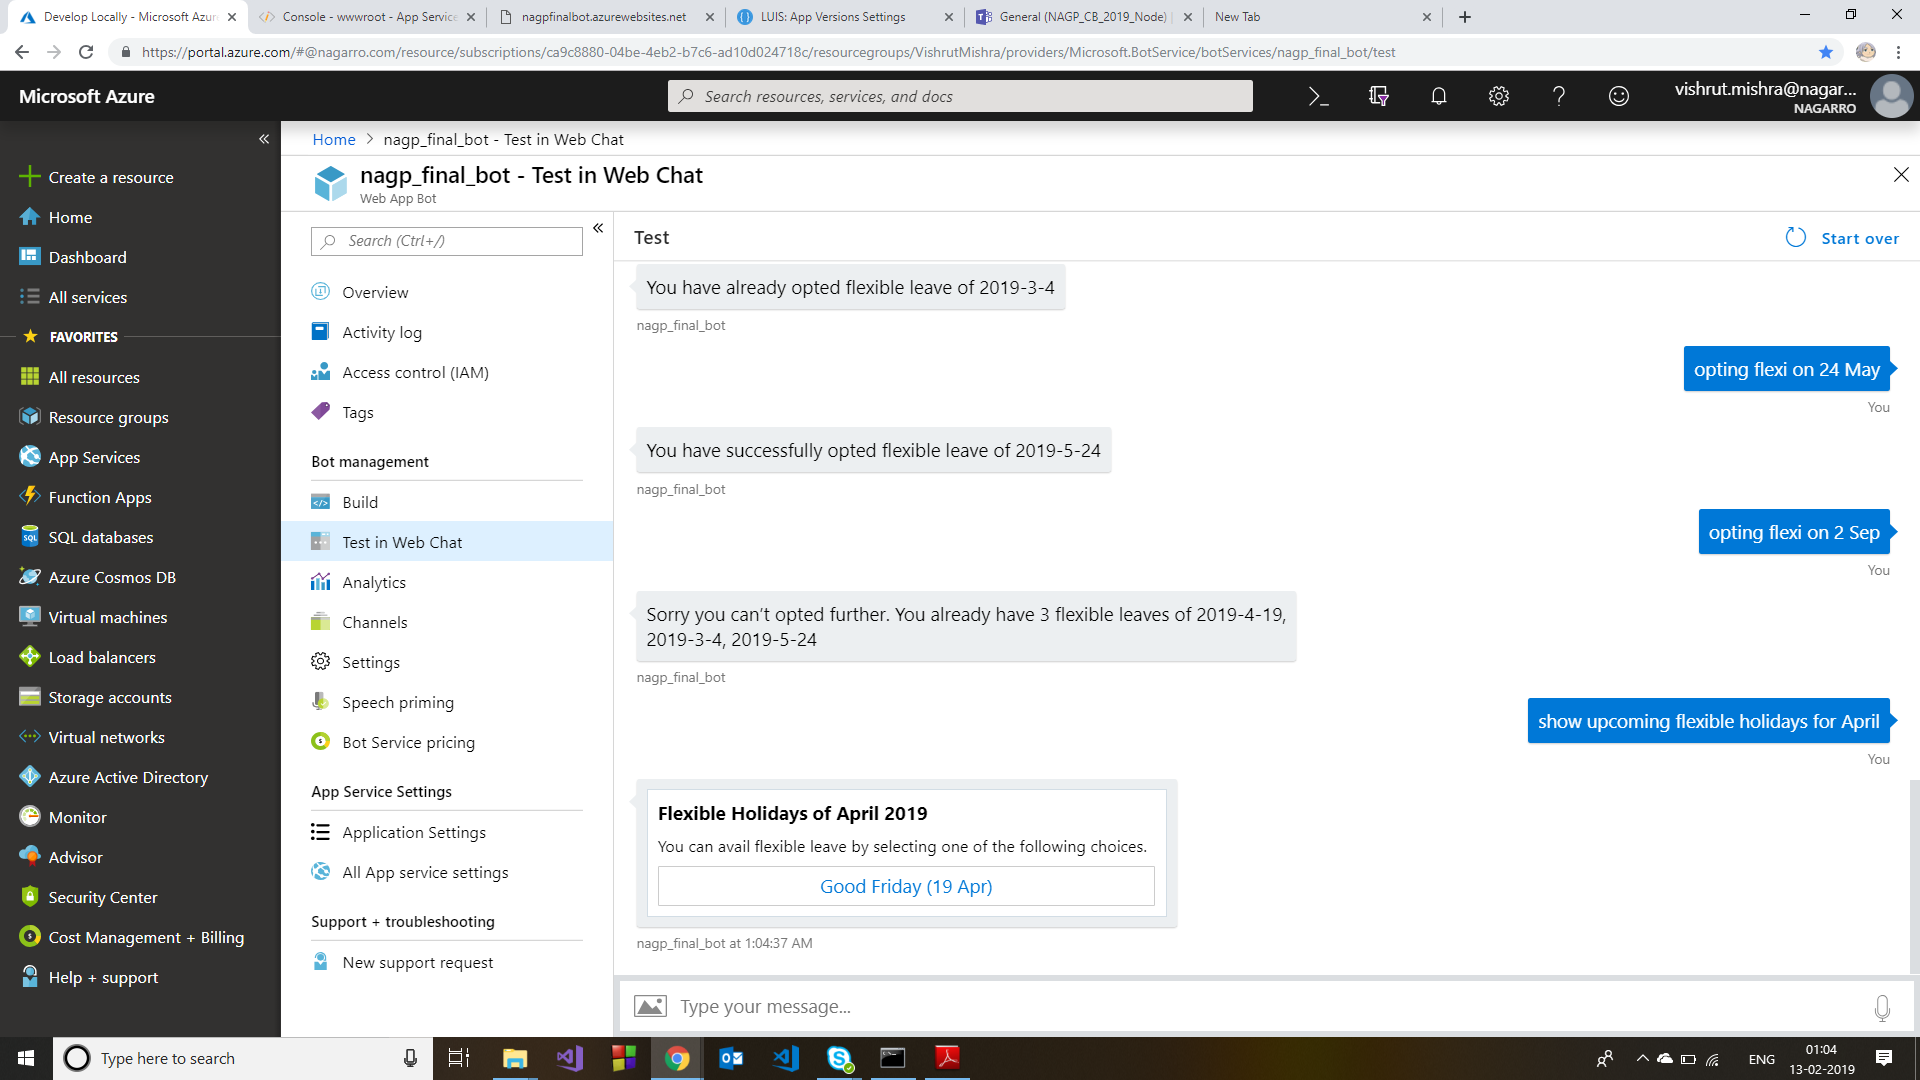 Develop Locally - Microsoft Azur
Console - wwwroot - App Service
nagpfinalbot.azurewebsites.net
LUIS: App Versions Settings
General (NAGP_CB_2019_Node) |
New Tab
https://portal.azure.com/#@nagarro.com/resource/subscriptions/ca9c8880-04be-4eb2-b7c6-ad10d024718c/resourcegroups/VishrutMishra/providers/Microsoft.BotService/botServices/nagp_final_bot/test
Microsoft Azure
Search resources, services, and docs
vishrut.mishra@nagar...
NAGARRO
Create a resource
Home
Dashboard
All services
FAVORITES
All resources
Resource groups
App Services
Function Apps
SQL databases
Azure Cosmos DB
Virtual machines
Load balancers
Storage accounts
Virtual networks
Azure Active Directory
Monitor
Advisor
Security Center
Cost Management + Billing
Help + support
Home > nagp_final_bot - Test in Web Chat
nagp_final_bot - Test in Web Chat
Web App Bot
Search (Ctrl+/)
Overview
Activity log
Access control (IAM)
Tags
Bot management
Build
Test in Web Chat
Analytics
Channels
Settings
Speech priming
Bot Service pricing
App Service Settings
Application Settings
All App service settings
Support + troubleshooting
New support request
Test
Start over
You have already opted flexible leave of 2019-3-4
nagp_final_bot
opting flexi on 24 May
You
You have successfully opted flexible leave of 2019-5-24
nagp_final_bot
opting flexi on 2 Sep
You
Sorry you can’t opted further. You already have 3 flexible leaves of 2019-4-19,
2019-3-4, 2019-5-24
nagp_final_bot
show upcoming flexible holidays for April
You
Flexible Holidays of April 2019
You can avail flexible leave by selecting one of the following choices.
Good Friday (19 Apr)
nagp_final_bot at 1:04:37 AM
Type your message...
Type here to search
ENG
01:04
13-02-2019